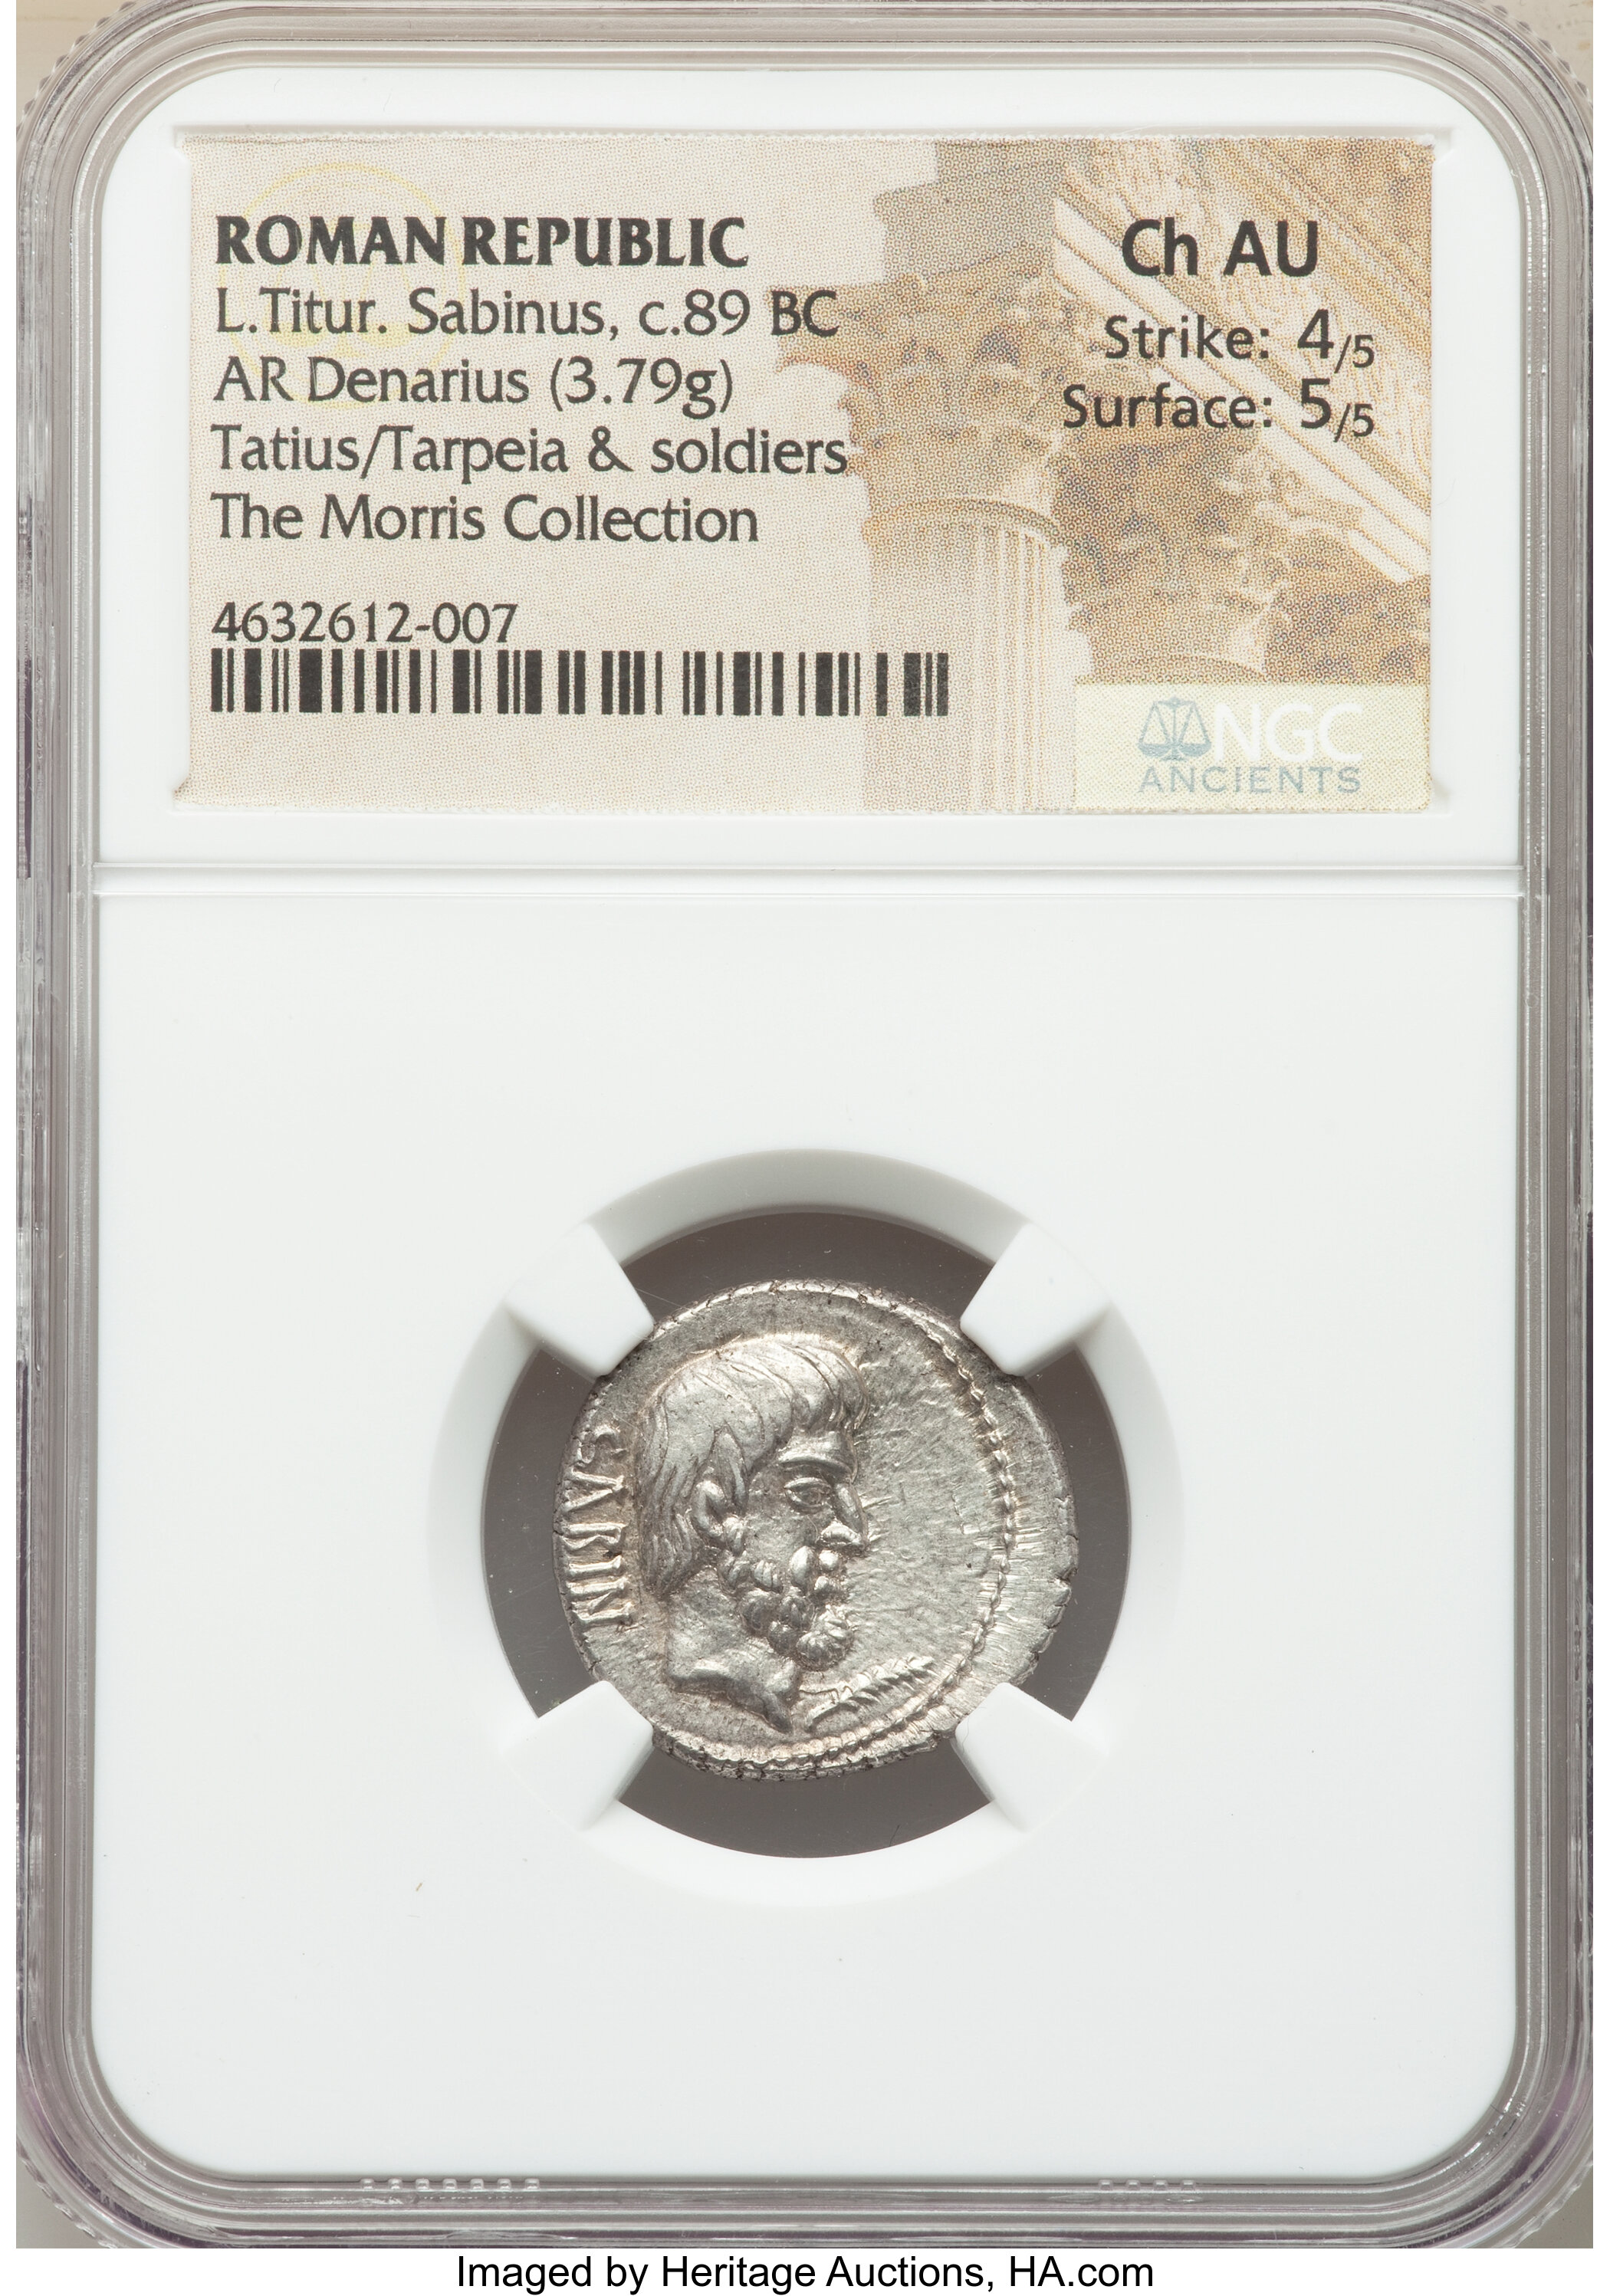 ROMAN REPUBLIC
L.Titur. Sabinus, c.89 BC
AR Denarius (3.79g)
Tatius/Tarpeia & soldiers
The Morris Collection
4632612-007
Ch AU
Strike: 4/5
Surface: 5/5
NGC
ANCIENTS
SABIN
Imaged by Heritage Auctions, HA.com